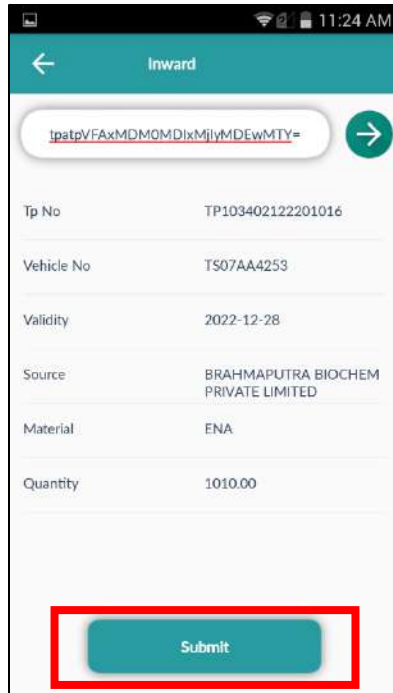 11:24 AM
Inward
tpatpVFAxMDM0MDIxMjIyMDEwMTY=
Tp No TP103402122201016
Vehicle No TS07AA4253
Validity 2022-12-28
Source BRAHMAPUTRA BIOCHEM
PRIVATE LIMITED
Material ENA
Quantity 1010.00
Submit